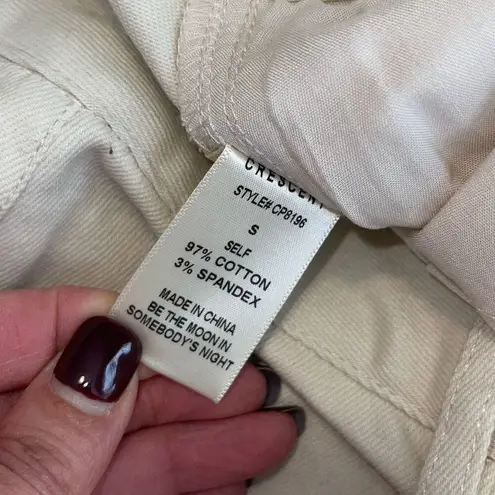 CRESCENT
STYLE# CP8196
S
SELF
97% COTTON
3% SPANDEX
MADE IN CHINA
BE THE MOON IN
SOMEBODY'S NIGHT